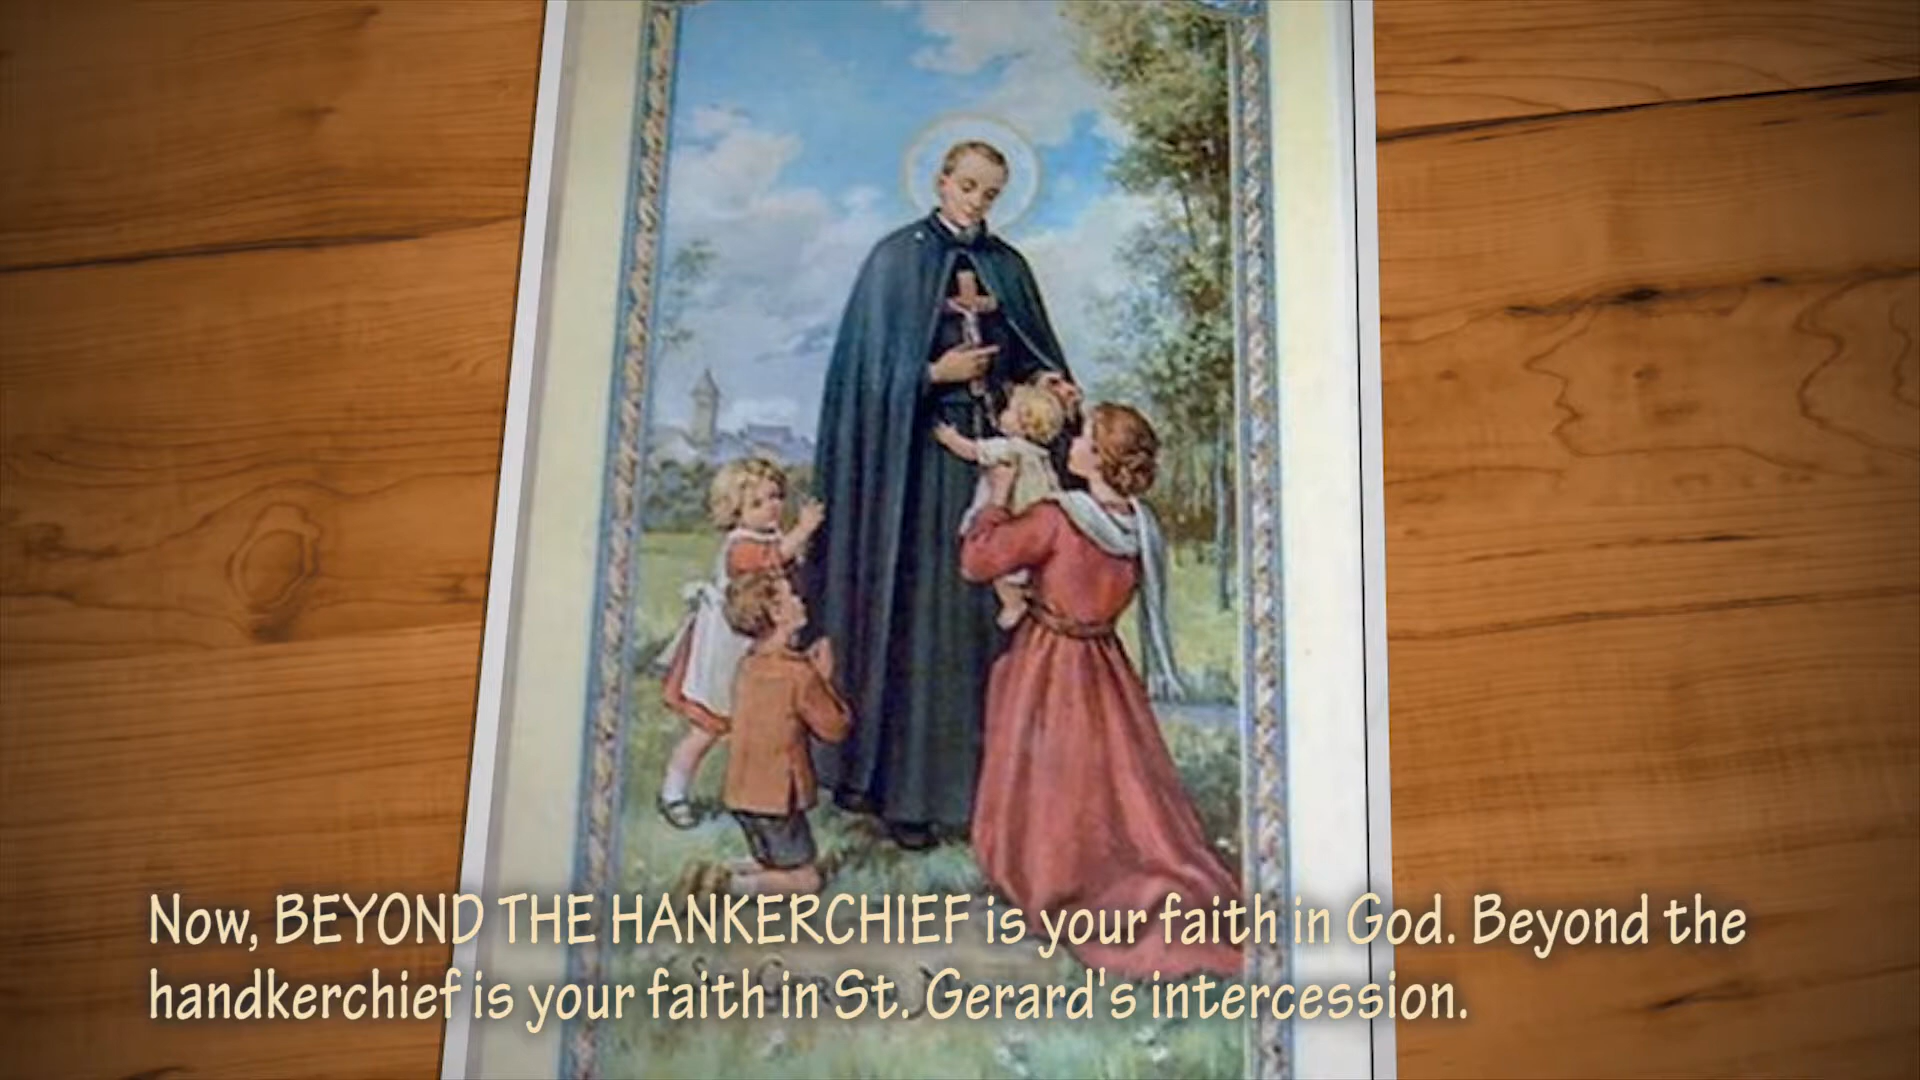 Now, BEYOND THE HANKERCHIEF is your faith in God. Beyond the
handkerchief is your faith in St. Gerard's intercession.